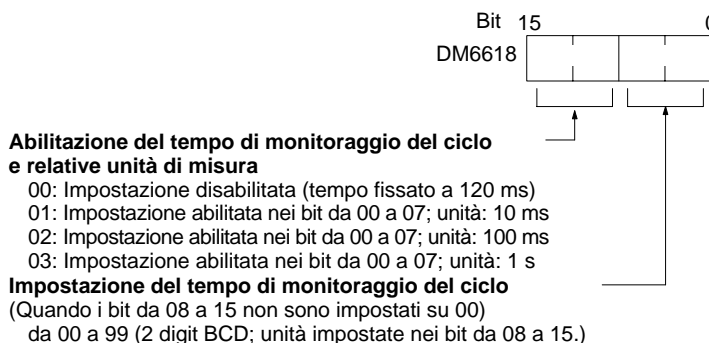 Bit 15 0
DM6618
Abilitazione del tempo di monitoraggio del ciclo
e relative unità di misura
00: Impostazione disabilitata (tempo fissato a 120 ms)
01: Impostazione abilitata nei bit da 00 a 07; unità: 10 ms
02: Impostazione abilitata nei bit da 00 a 07; unità: 100 ms
03: Impostazione abilitata nei bit da 00 a 07; unità: 1 s
Impostazione del tempo di monitoraggio del ciclo
(Quando i bit da 08 a 15 non sono impostati su 00)
da 00 a 99 (2 digit BCD; unità impostate nei bit da 08 a 15.)